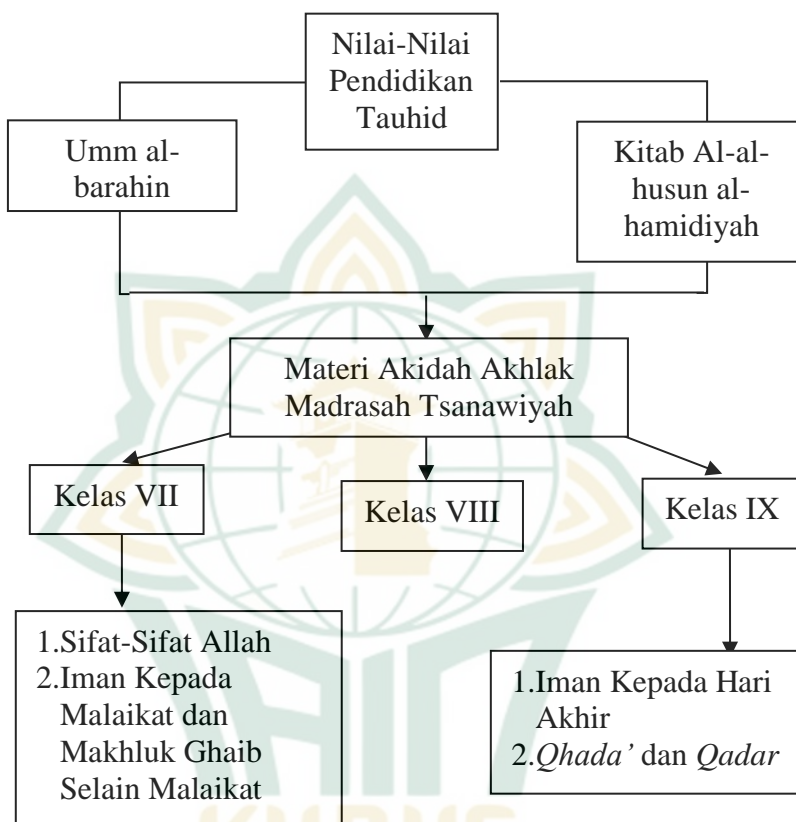 Nilai-Nilai
Pendidikan
Tauhid
Umm al-
barahin
Kitab Al-al-
husun al-
hamidiyah
Materi Akidah Akhlak
Madrasah Tsanawiyah
Kelas VII
Kelas VIII
Kelas IX
1.Sifat-Sifat Allah
2.Iman Kepada
Malaikat dan
Makhluk Ghaib
Selain Malaikat
1.Iman Kepada Hari
Akhir
2.Qhada’ dan Qadar